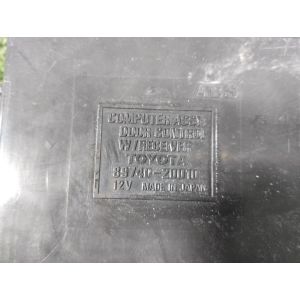 COMPUTER ASSY
DOOR CONTROL
W/RECEIVER
TOYOTA
89740-20010
12V MADE IN JAPAN